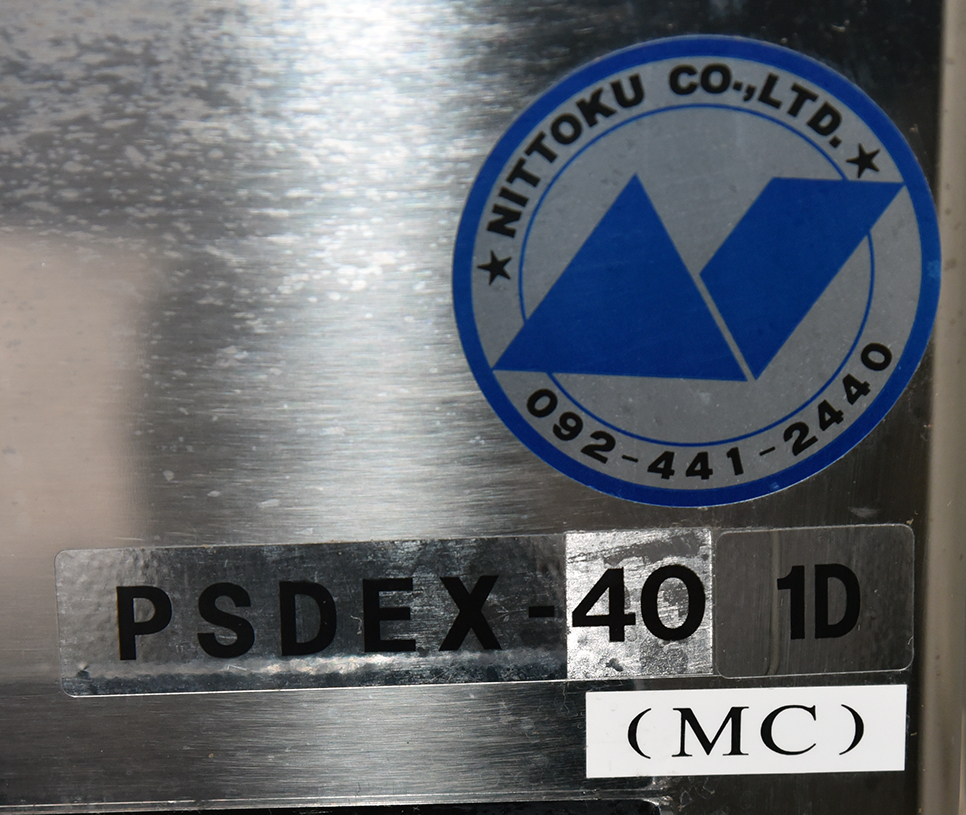 ★ NITTOKU CO.,LTD. ★
092-441-2440
PSDEX-40 1D
(MC)